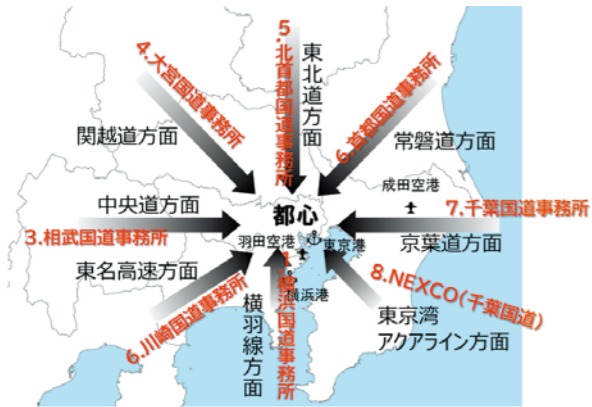 5.北首都国道事務所
東北道方面
4.大宮国道事務所
6.首都国道事務所
関越道方面
常磐道方面
成田空港
中央道方面
都心
7.千葉国道事務所
3.相武国道事務所
羽田空港
東京港
京葉道方面
東名高速方面
8.NEXCO(千葉国道)
6.川崎国道事務所
横羽線方面
1.横浜国道事務所
横浜港
東京湾
アクアライン方面